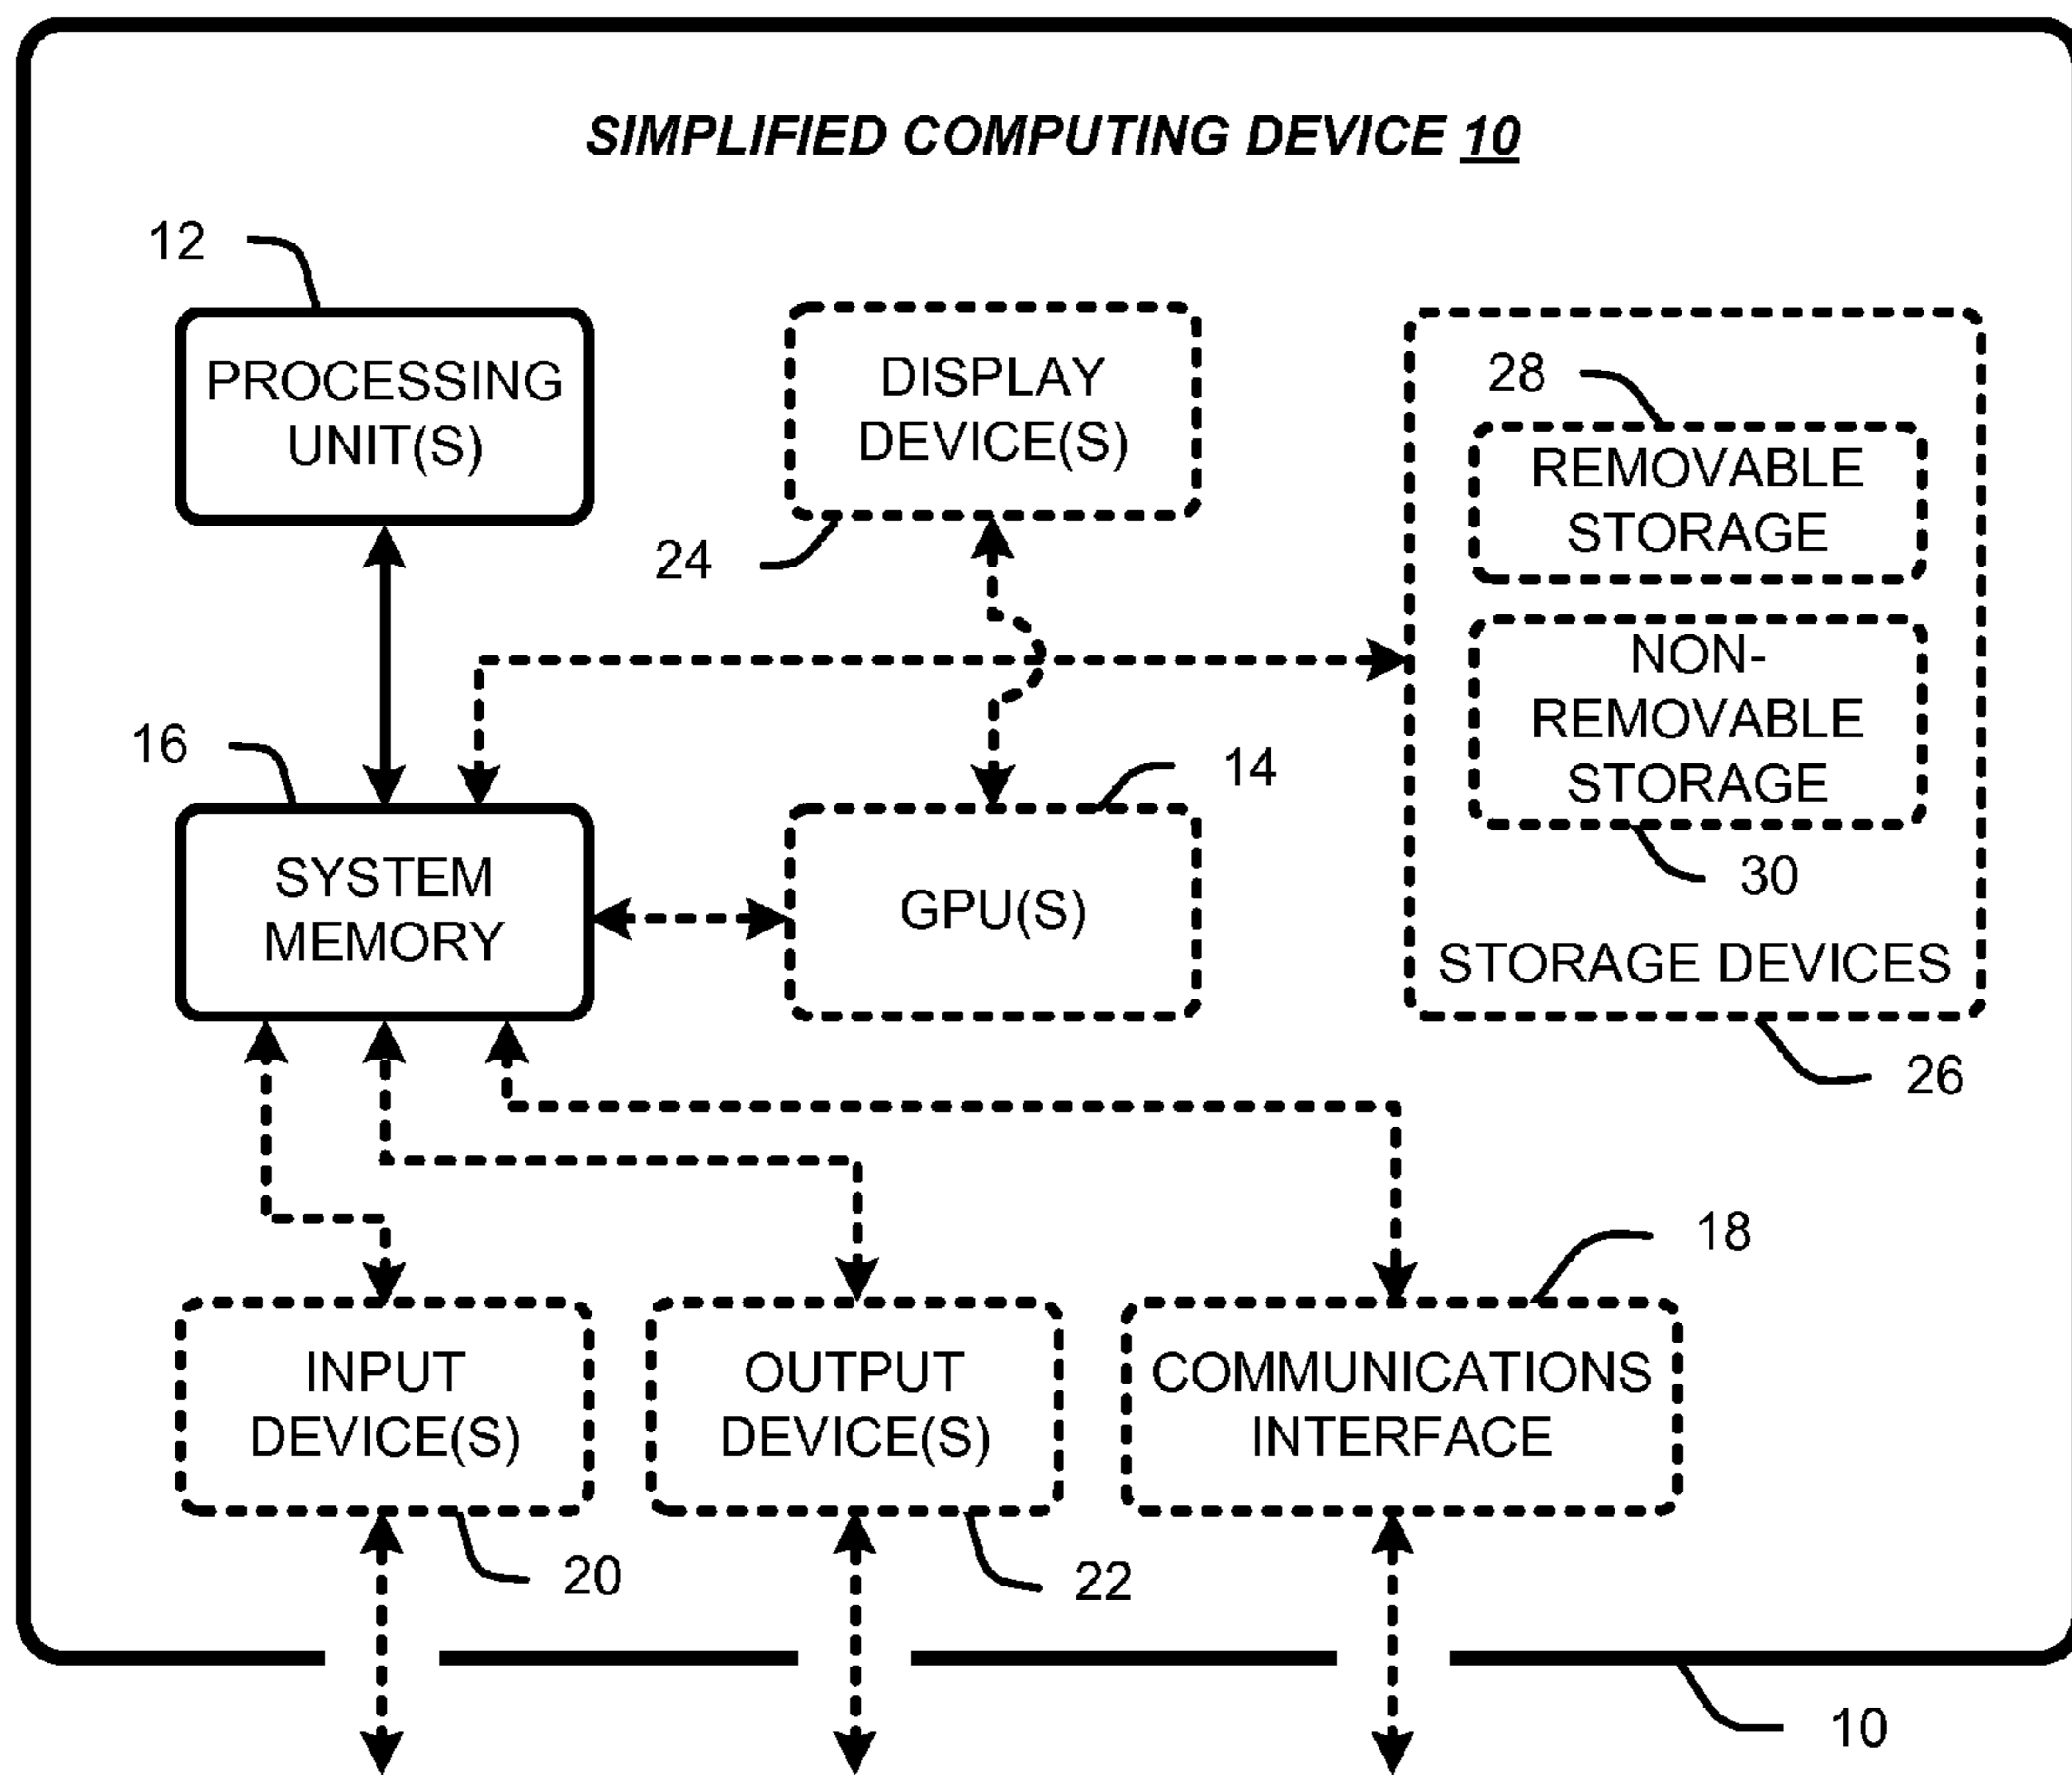 SIMPLIFIED COMPUTING DEVICE 10
12
PROCESSING
UNIT(S)
DISPLAY
DEVICE(S)
24
28
REMOVABLE
STORAGE
NON-
REMOVABLE
STORAGE
30
STORAGE DEVICES
26
16
SYSTEM
MEMORY
14
GPU(S)
18
INPUT
DEVICE(S)
20
OUTPUT
DEVICE(S)
22
COMMUNICATIONS
INTERFACE
10